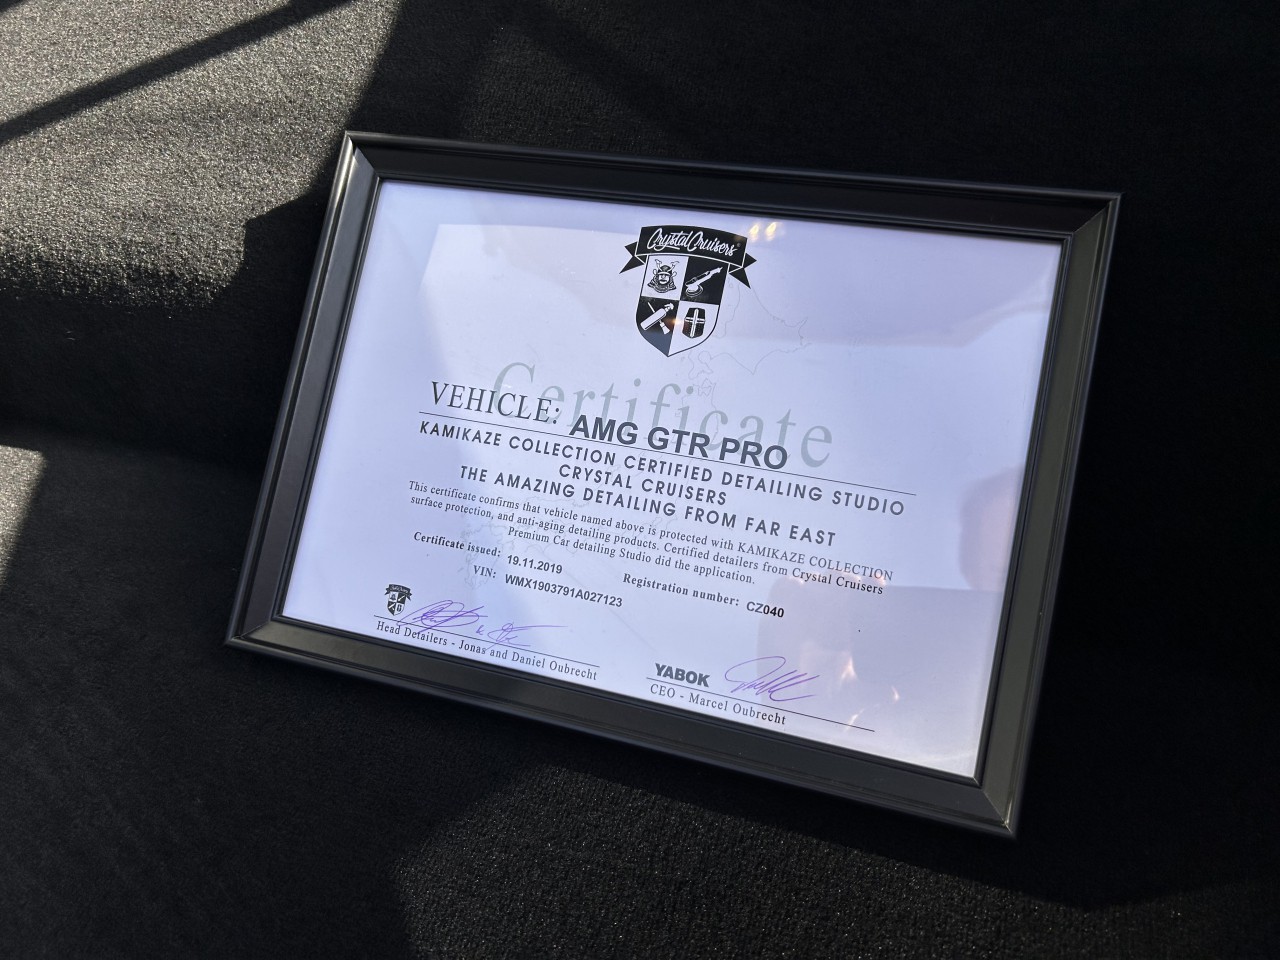 Crystal Cruisers
Certificate
VEHICLE: AMG GTR PRO
KAMIKAZE COLLECTION CERTIFIED DETAILING STUDIO
CRYSTAL CRUISERS
THE AMAZING DETAILING FROM FAR EAST
This certificate confirms that vehicle named above is protected with KAMIKAZE COLLECTION
surface protection, and anti-aging detailing products. Certified detailers from Crystal Cruisers
Premium Car detailing Studio did the application.
Certificate issued: 19.11.2019 Registration number: CZ040
VIN: WMX1903791A027123
Head Detailers - Jonas and Daniel Oubrecht
YABOK
CEO - Marcel Oubrecht